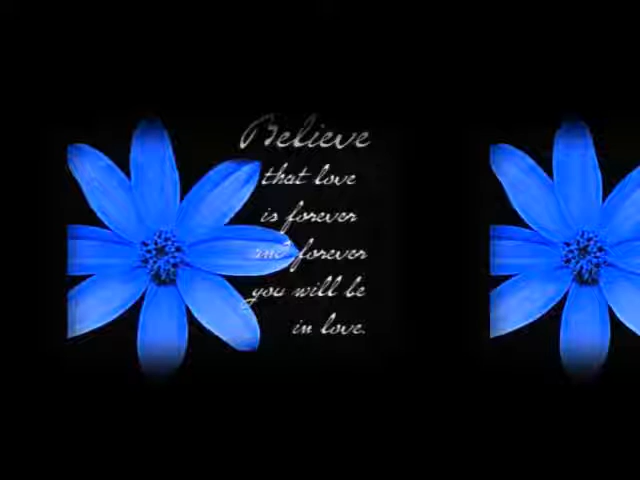 Believe
that love
is forever
and forever
you will be
in love.